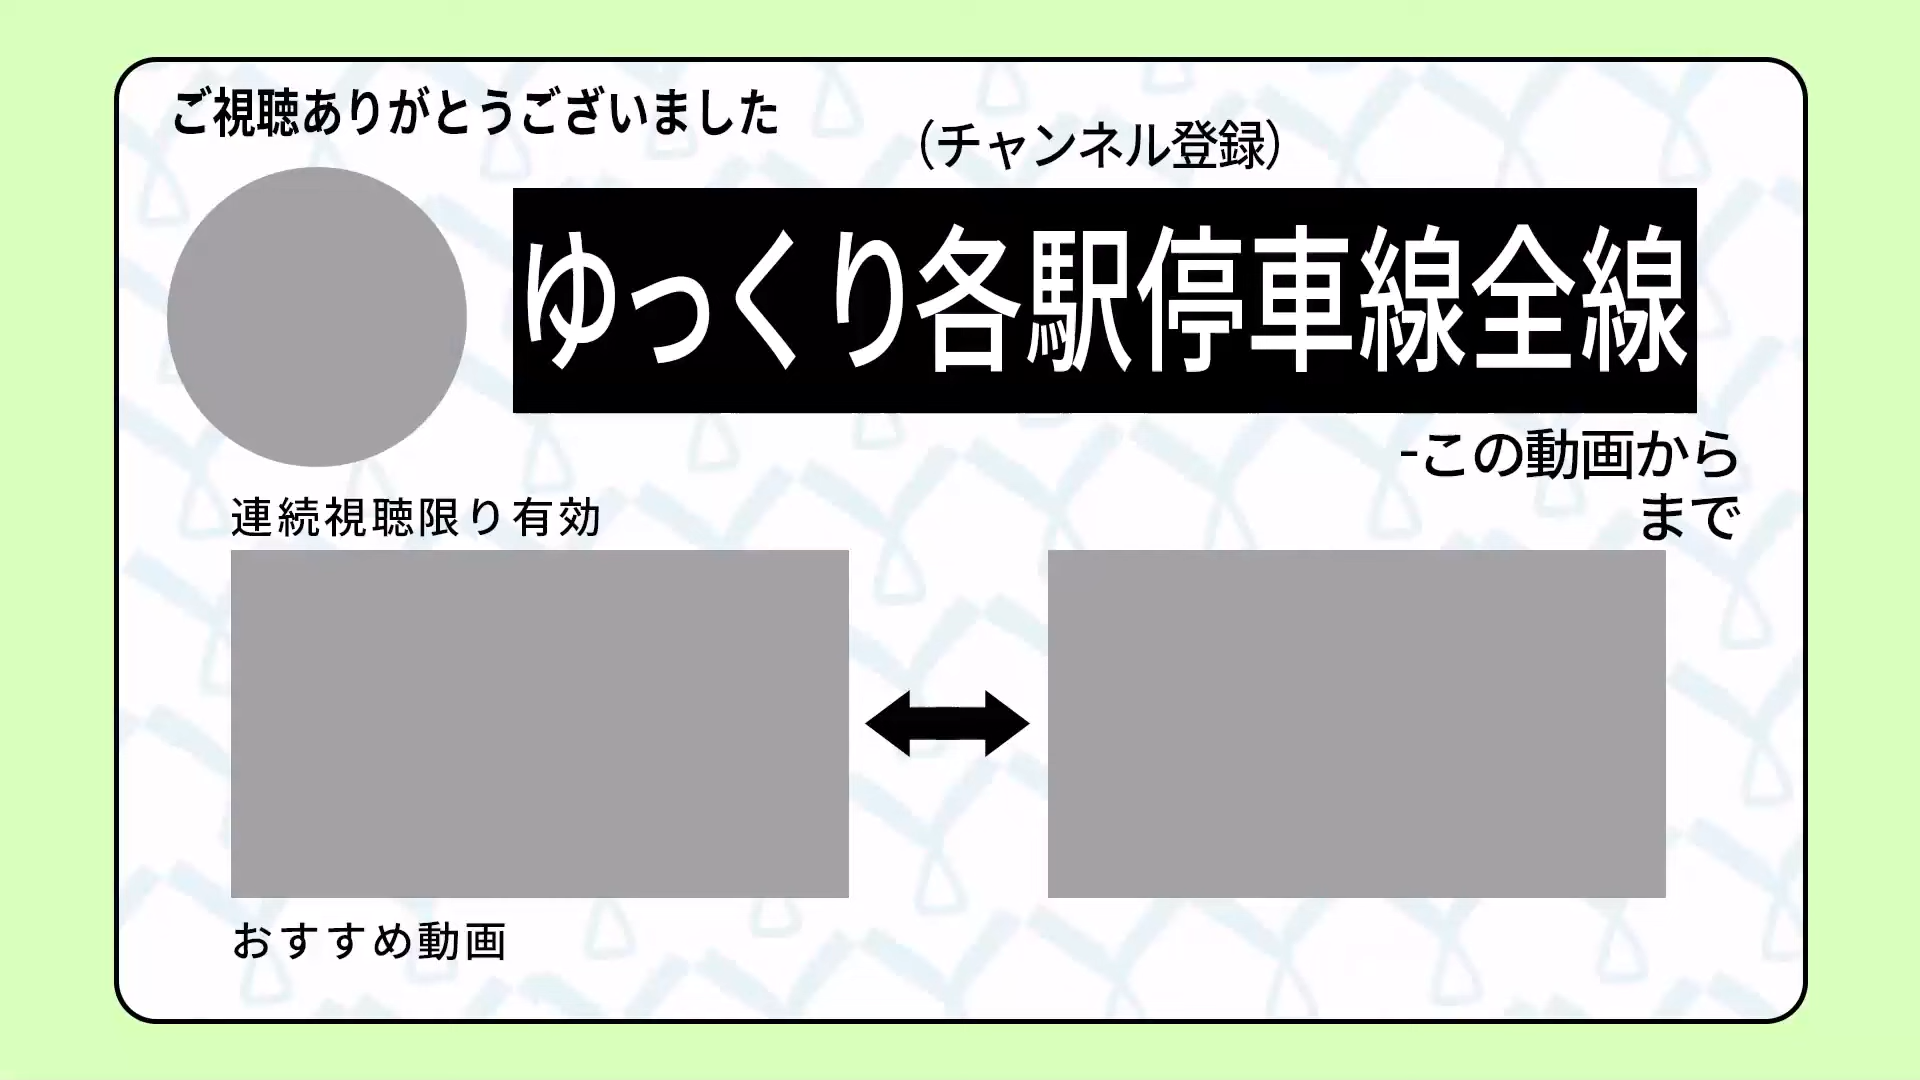 ご視聴ありがとうございました
（チャンネル登録）
ゆっくり各駅停車線全線
-この動画から
まで
連続視聴限り有効
おすすめ動画